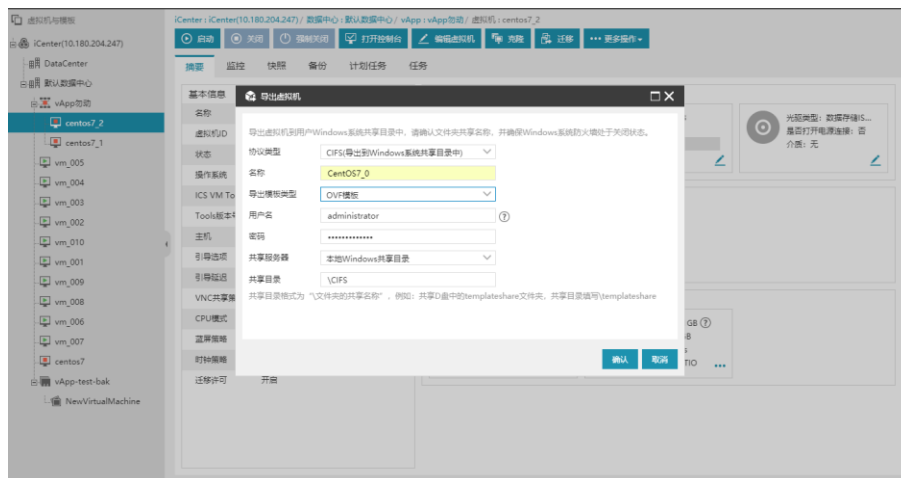 虚拟机与模板
iCenter : iCenter(10.180.204.247) / 数据中心 : 默认数据中心 / vApp : vApp勿动 / 虚拟机 : centos7_2
启动 关闭 强制关闭 打开控制台 编辑虚拟机 克隆 迁移 更多操作
摘要 监控 快照 备份 计划任务 任务
iCenter(10.180.204.247)
DataCenter
默认数据中心
vApp勿动
centos7_2
centos7_1
vm_005
vm_004
vm_003
vm_002
vm_010
vm_001
vm_009
vm_008
vm_006
vm_007
centos7
vApp-test-bak
NewVirtualMachine
基本信息
名称
虚拟机ID
状态
操作系统
ICS VM To
Tools版本号
主机
引导选项
引导延迟
VNC共享策
CPU模式
蓝屏策略
时钟策略
迁移许可 开启
导出虚拟机
导出虚拟机到用户Windows系统共享目录中，请确认文件夹共享名称，并确保Windows系统防火墙处于关闭状态。
协议类型 CIFS(导出到Windows系统共享目录中)
名称 CentOS7_0
导出模板类型 OVF模板
用户名 administrator
密码 •••••••••••••
共享服务器 本地Windows共享目录
共享目录 \CIFS
共享目录格式为 "\文件夹的共享名称"，例如：共享D盘中的templateshare文件夹，共享目录填写\templateshare
确认 取消
光驱类型：数据存储IS...
是否打开电源连接：否
介质：无
GB
TIO